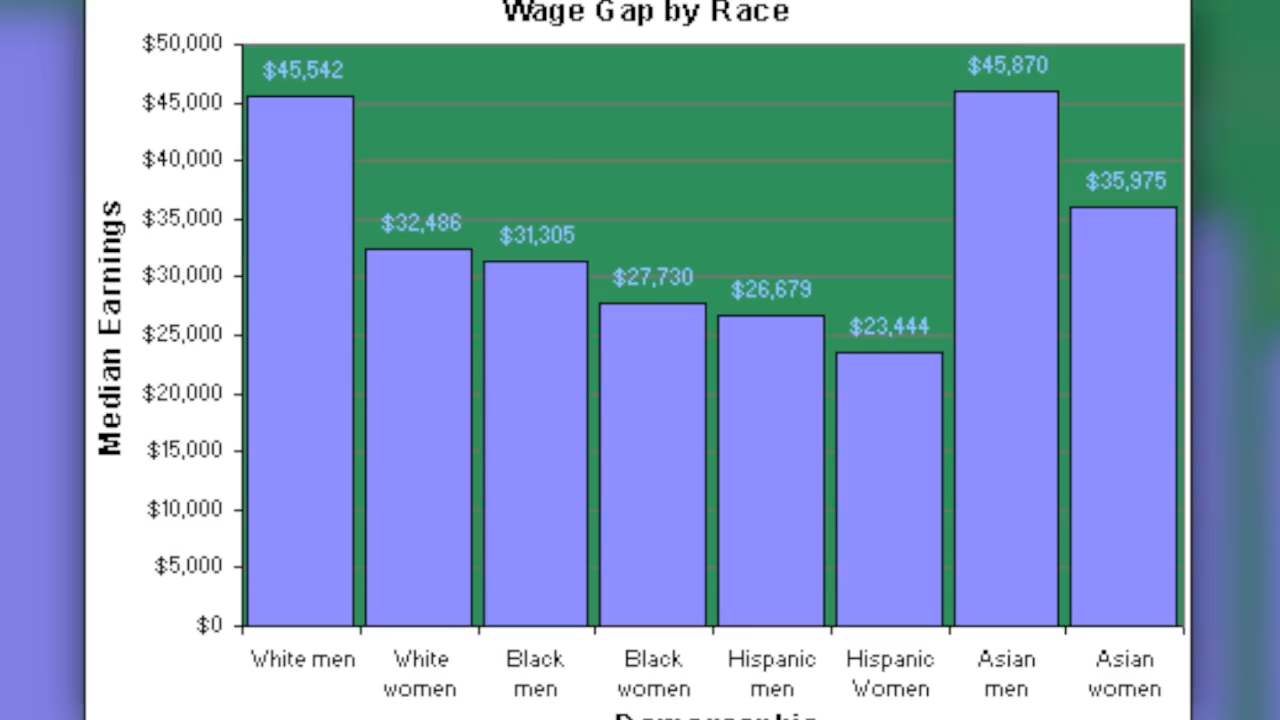 Wage Gap by Race
$50,000
$45,000
$40,000
$35,000
$30,000
$25,000
$20,000
$15,000
$10,000
$5,000
$0
Median Earnings
$45,542
$32,486
$31,305
$27,730
$26,679
$23,444
$45,870
$35,975
White men
White
women
Black
men
Black
women
Hispanic
men
Hispanic
Women
Asian
men
Asian
women
Demographic